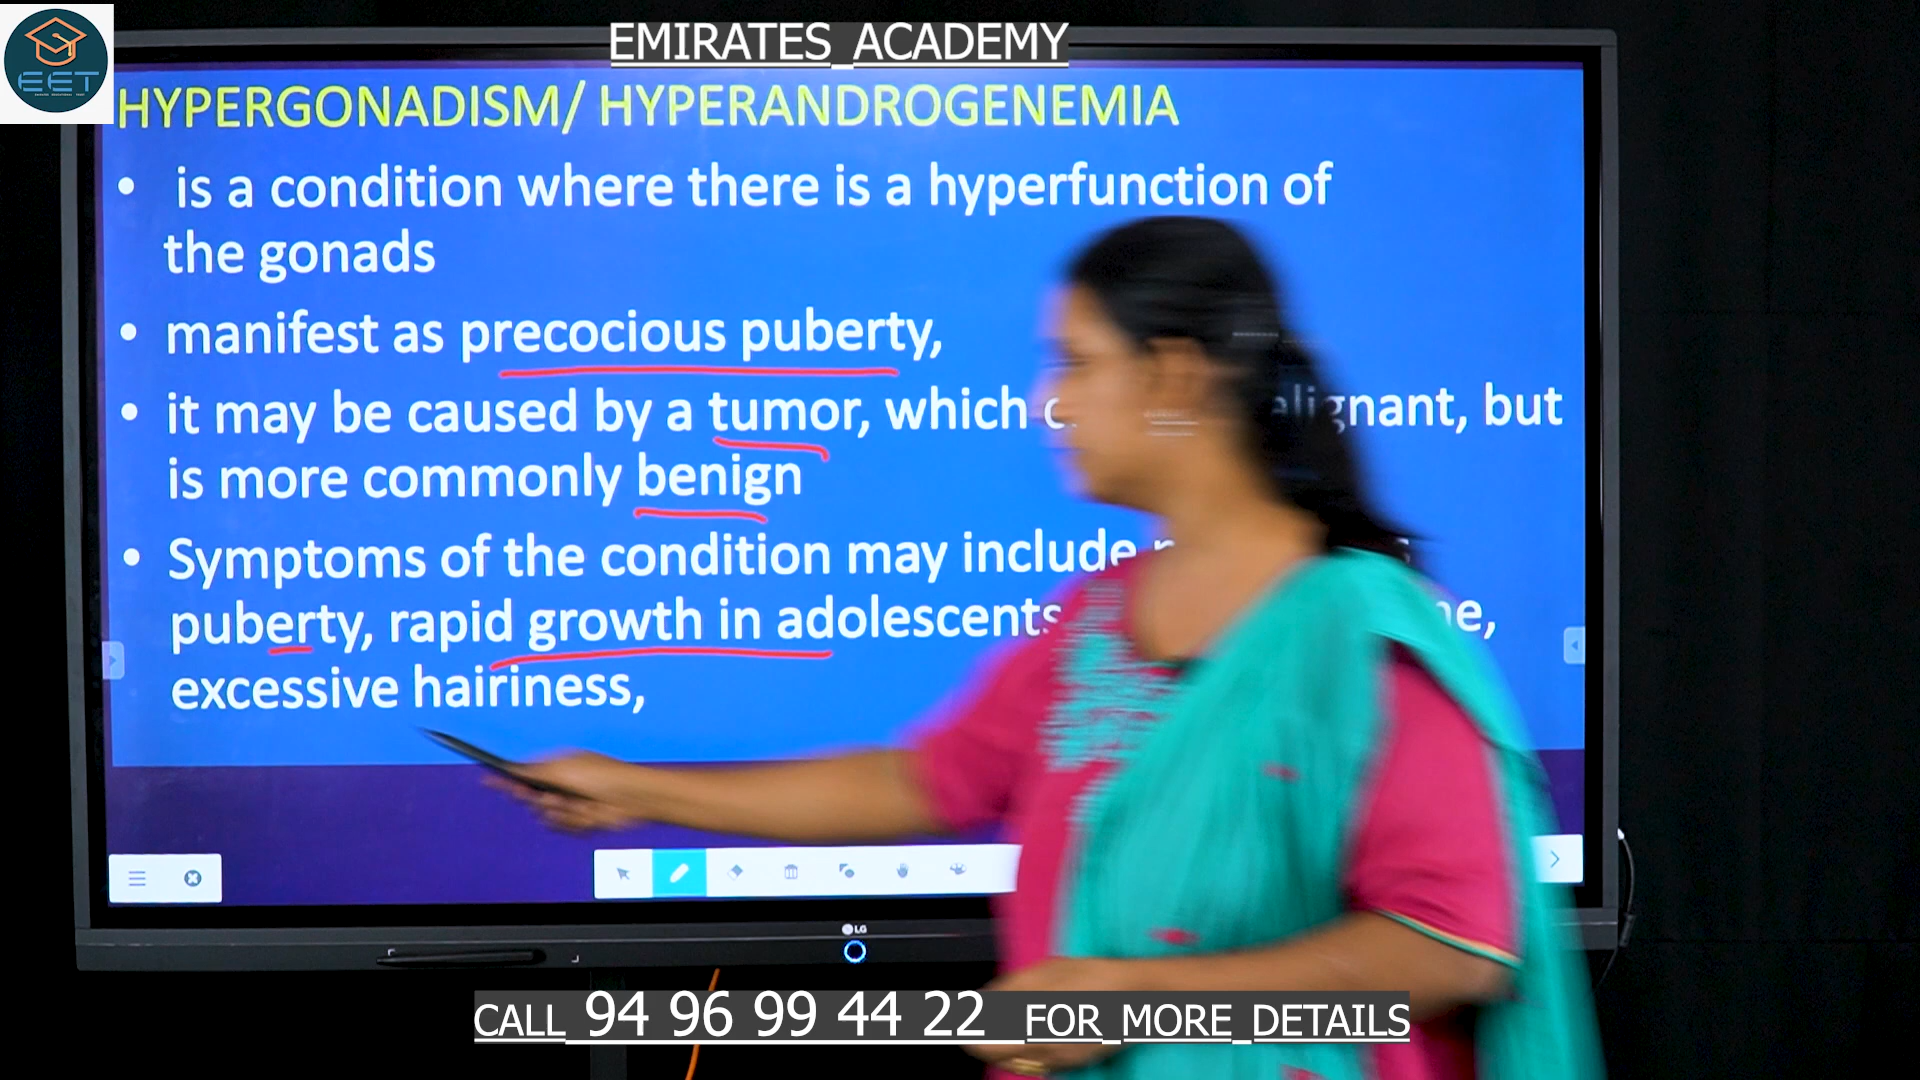 EMIRATES ACADEMY
EET
HYPERGONADISM/ HYPERANDROGENEMIA
• is a condition where there is a hyperfunction of
the gonads
• manifest as precocious puberty,
• it may be caused by a tumor, which but
is more commonly benign
• Symptoms of the condition may include
puberty, rapid growth in adolescents
excessive hairiness,
LG
CALL 94 96 99 44 22 FOR MORE DETAILS